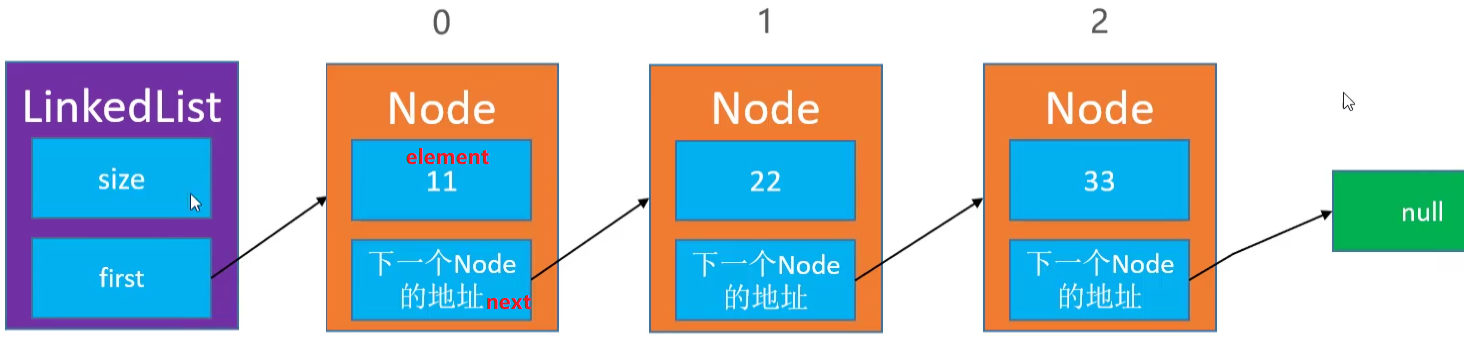 0
1
2
LinkedList
size
first
Node
element
11
下一个Node
的地址next
Node
22
下一个Node
的地址
Node
33
下一个Node
的地址
null